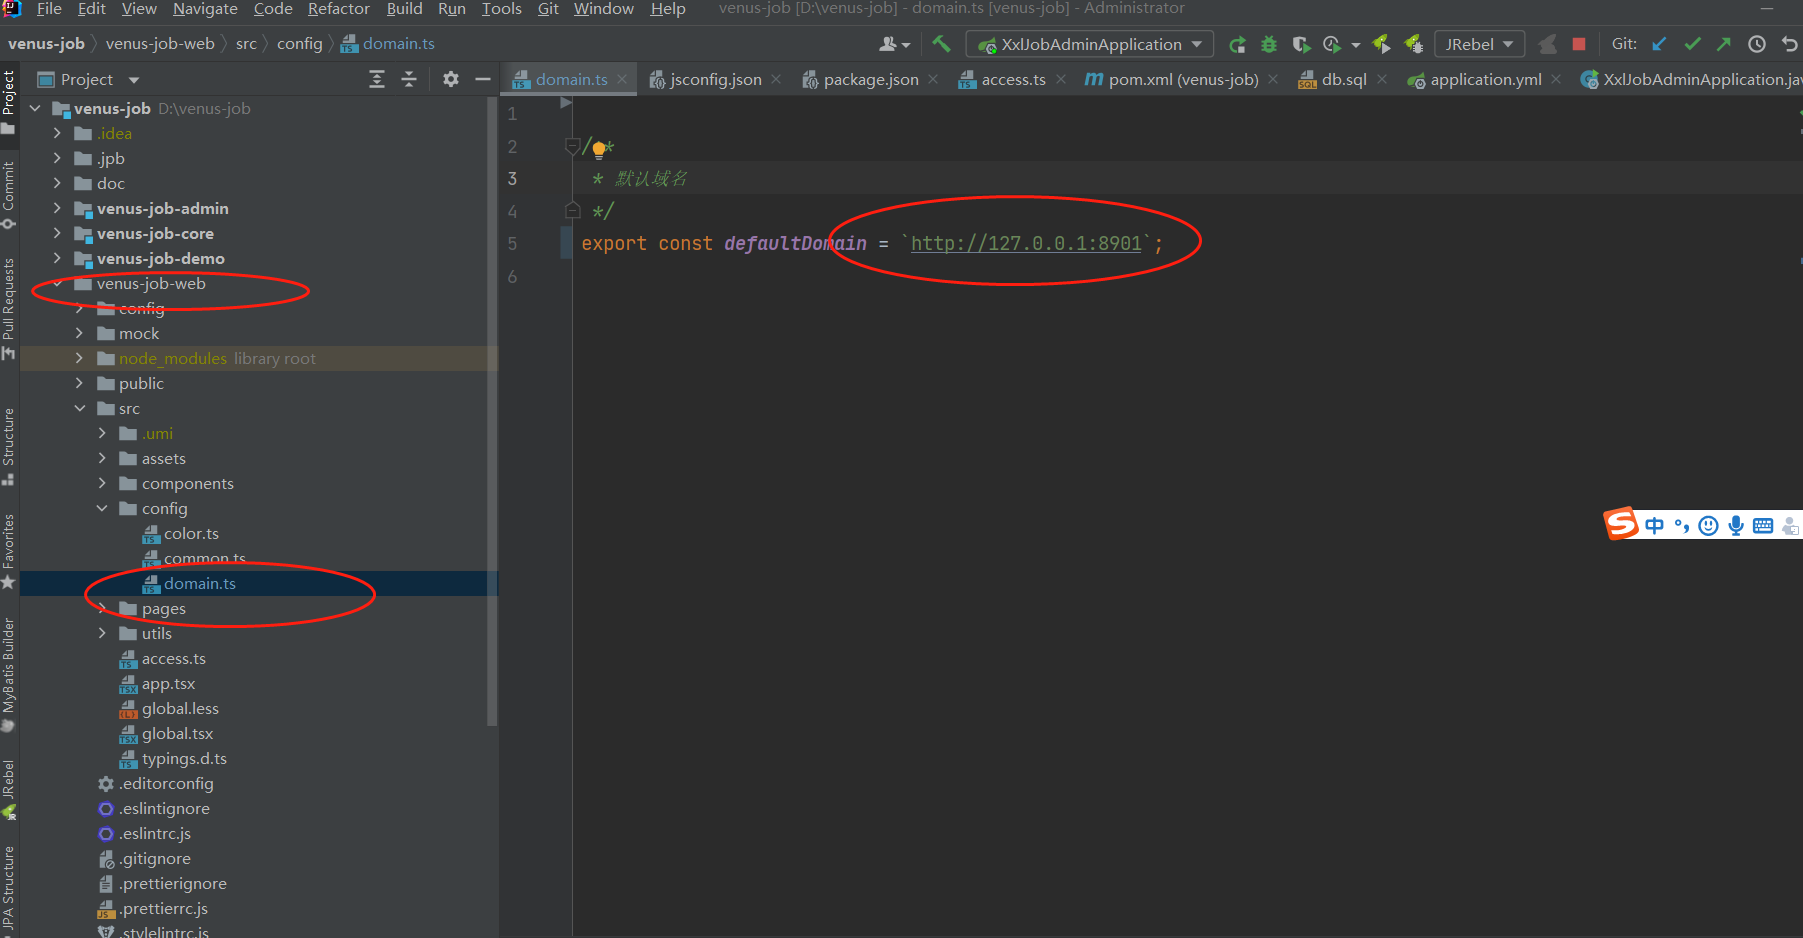 File Edit View Navigate Code Refactor Build Run Tools Git Window Help venus-job [D:\venus-job] - domain.ts [venus-job] - Administrator
venus-job venus-job-web src config domain.ts XxlJobAdminApplication JRebel Git:
Project
domain.ts jsconfig.json package.json access.ts pom.xml (venus-job) db.sql application.yml XxlJobAdminApplication.jav
Project
Commit
Pull Requests
Structure
Favorites
MyBatis Builder
JRebel
JPA Structure
venus-job D:\venus-job
.idea
.jpb
doc
venus-job-admin
venus-job-core
venus-job-demo
venus-job-web
config
mock
node_modules library root
public
src
.umi
assets
components
config
color.ts
common.ts
domain.ts
pages
utils
access.ts
app.tsx
global.less
global.tsx
typings.d.ts
.editorconfig
.eslintignore
.eslintrc.js
.gitignore
.prettierignore
.prettierrc.js
.stylelintrc.js
1
2 /**
3 * 默认域名
4 */
5 export const defaultDomain = `http://127.0.0.1:8901`;
6
中